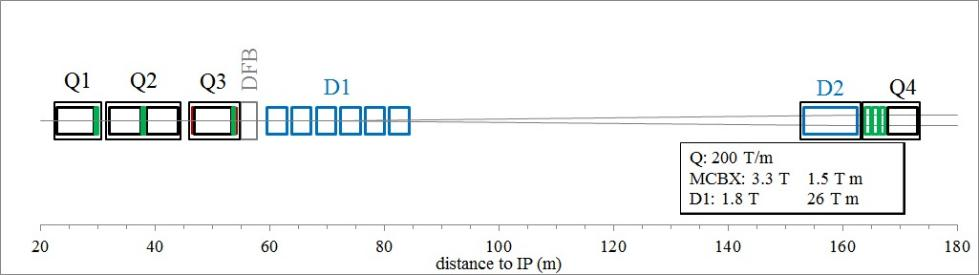 Q1 Q2 Q3 DFB D1 D2 Q4
Q: 200 T/m
MCBX: 3.3 T 1.5 T m
D1: 1.8 T 26 T m
20 40 60 80 100 120 140 160 180
distance to IP (m)